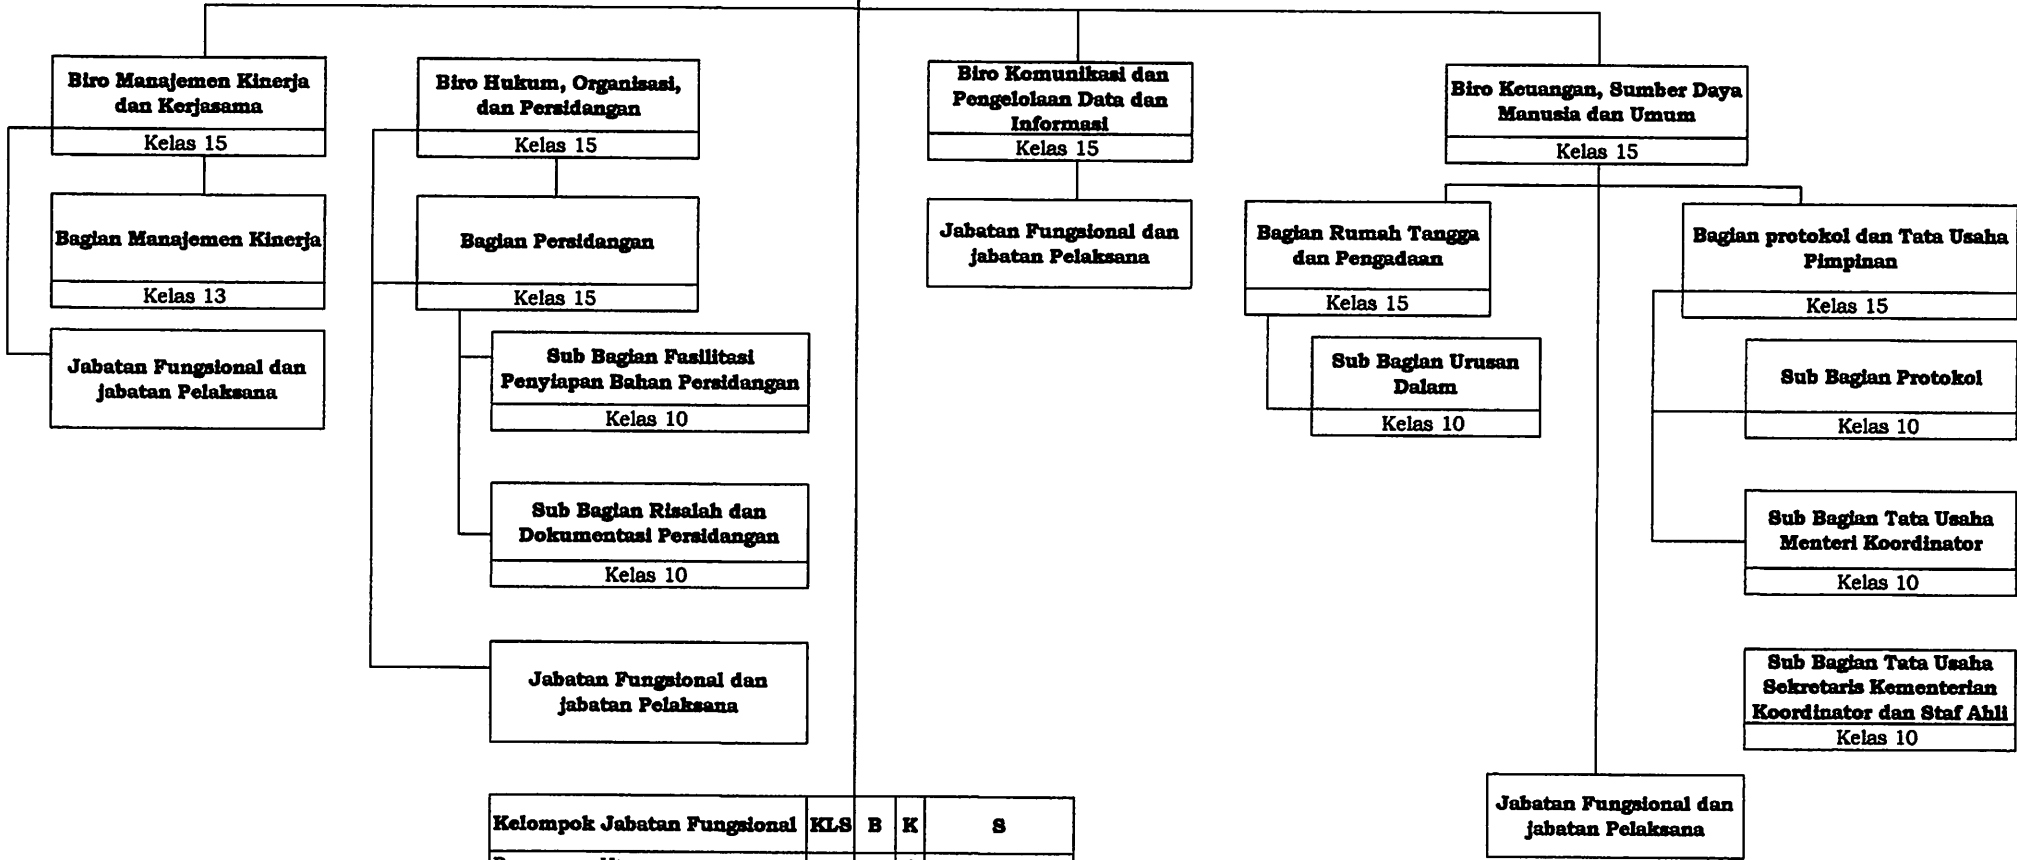 Biro Manajemen Kinerja
dan Kerjasama
Kelas 15
Biro Hukum, Organisasi,
dan Persidangan
Kelas 15
Biro Komunikasi dan
Pengelolaan Data dan
Informasi
Kelas 15
Biro Keuangan, Sumber Daya
Manusia dan Umum
Kelas 15
Bagian Manajemen Kinerja
Kelas 13
Bagian Persidangan
Kelas 15
Jabatan Fungsional dan
jabatan Pelaksana
Bagian Rumah Tangga
dan Pengadaan
Kelas 15
Bagian protokol dan Tata Usaha
Pimpinan
Kelas 15
Jabatan Fungsional dan
jabatan Pelaksana
Sub Bagian Fasilitasi
Penyiapan Bahan Persidangan
Kelas 10
Sub Bagian Urusan
Dalam
Kelas 10
Sub Bagian Protokol
Kelas 10
Sub Bagian Risalah dan
Dokumentasi Persidangan
Kelas 10
Sub Bagian Tata Usaha
Menteri Koordinator
Kelas 10
Jabatan Fungsional dan
jabatan Pelaksana
Sub Bagian Tata Usaha
Sekretaris Kementerian
Koordinator dan Staf Ahli
Kelas 10
Jabatan Fungsional dan
jabatan Pelaksana
Kelompok Jabatan Fungsional KLS B K S